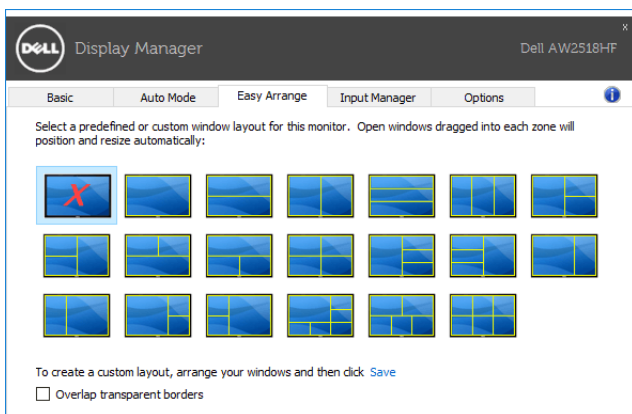 x
DELL Display Manager Dell AW2518HF
Basic Auto Mode Easy Arrange Input Manager Options i
Select a predefined or custom window layout for this monitor. Open windows dragged into each zone will
position and resize automatically:
X
To create a custom layout, arrange your windows and then click Save
Overlap transparent borders